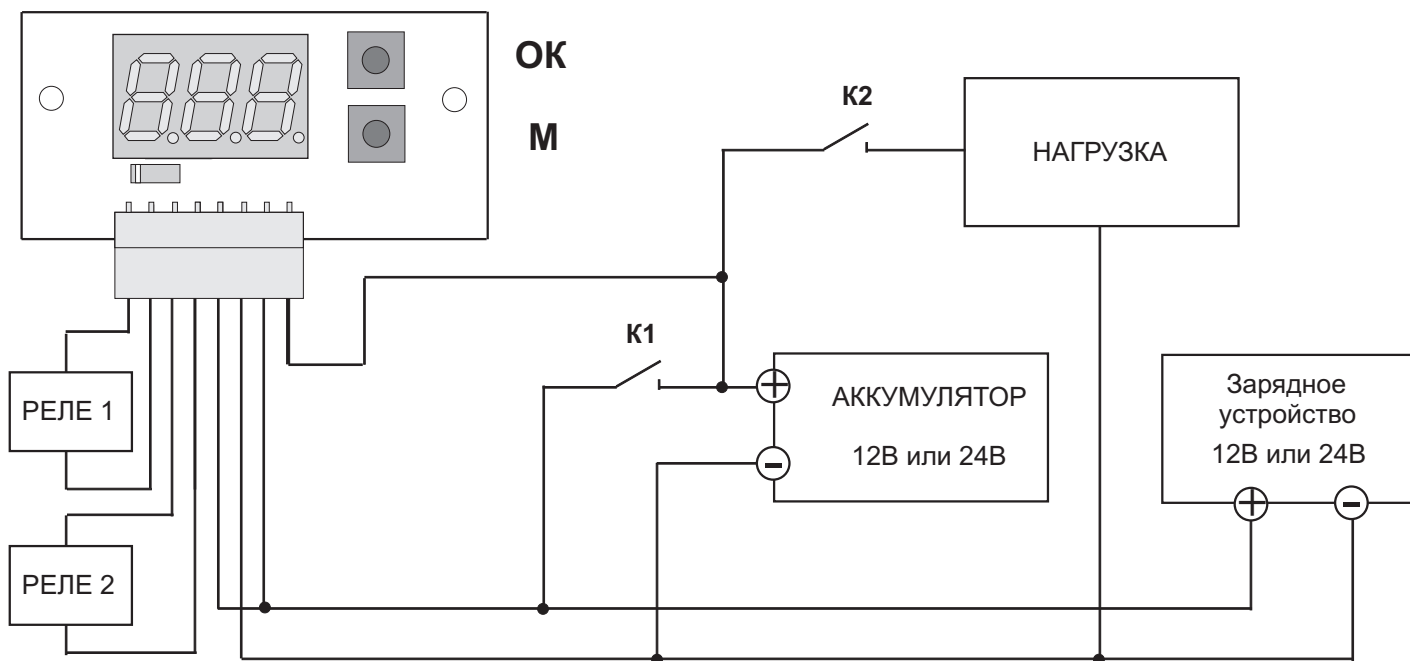 ОК
М
К2
НАГРУЗКА
К1
РЕЛЕ 1
АККУМУЛЯТОР
12В или 24В
Зарядное
устройство
12В или 24В
РЕЛЕ 2